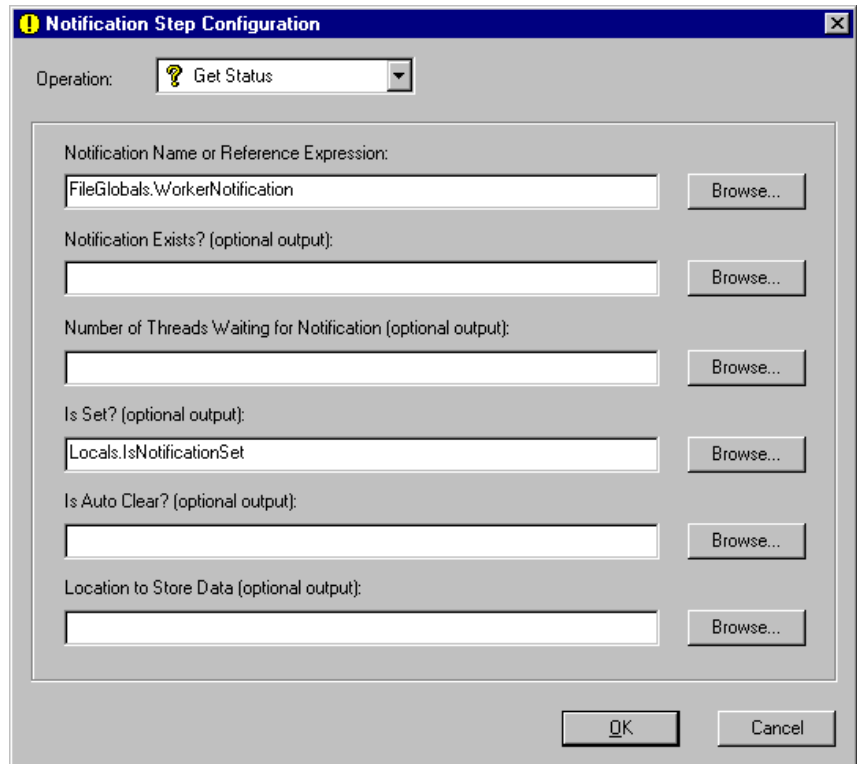 Notification Step Configuration
Operation: Get Status
Notification Name or Reference Expression:
FileGlobals.WorkerNotification Browse...
Notification Exists? (optional output):
Browse...
Number of Threads Waiting for Notification (optional output):
Browse...
Is Set? (optional output):
Locals.IsNotificationSet Browse...
Is Auto Clear? (optional output):
Browse...
Location to Store Data (optional output):
Browse...
OK Cancel